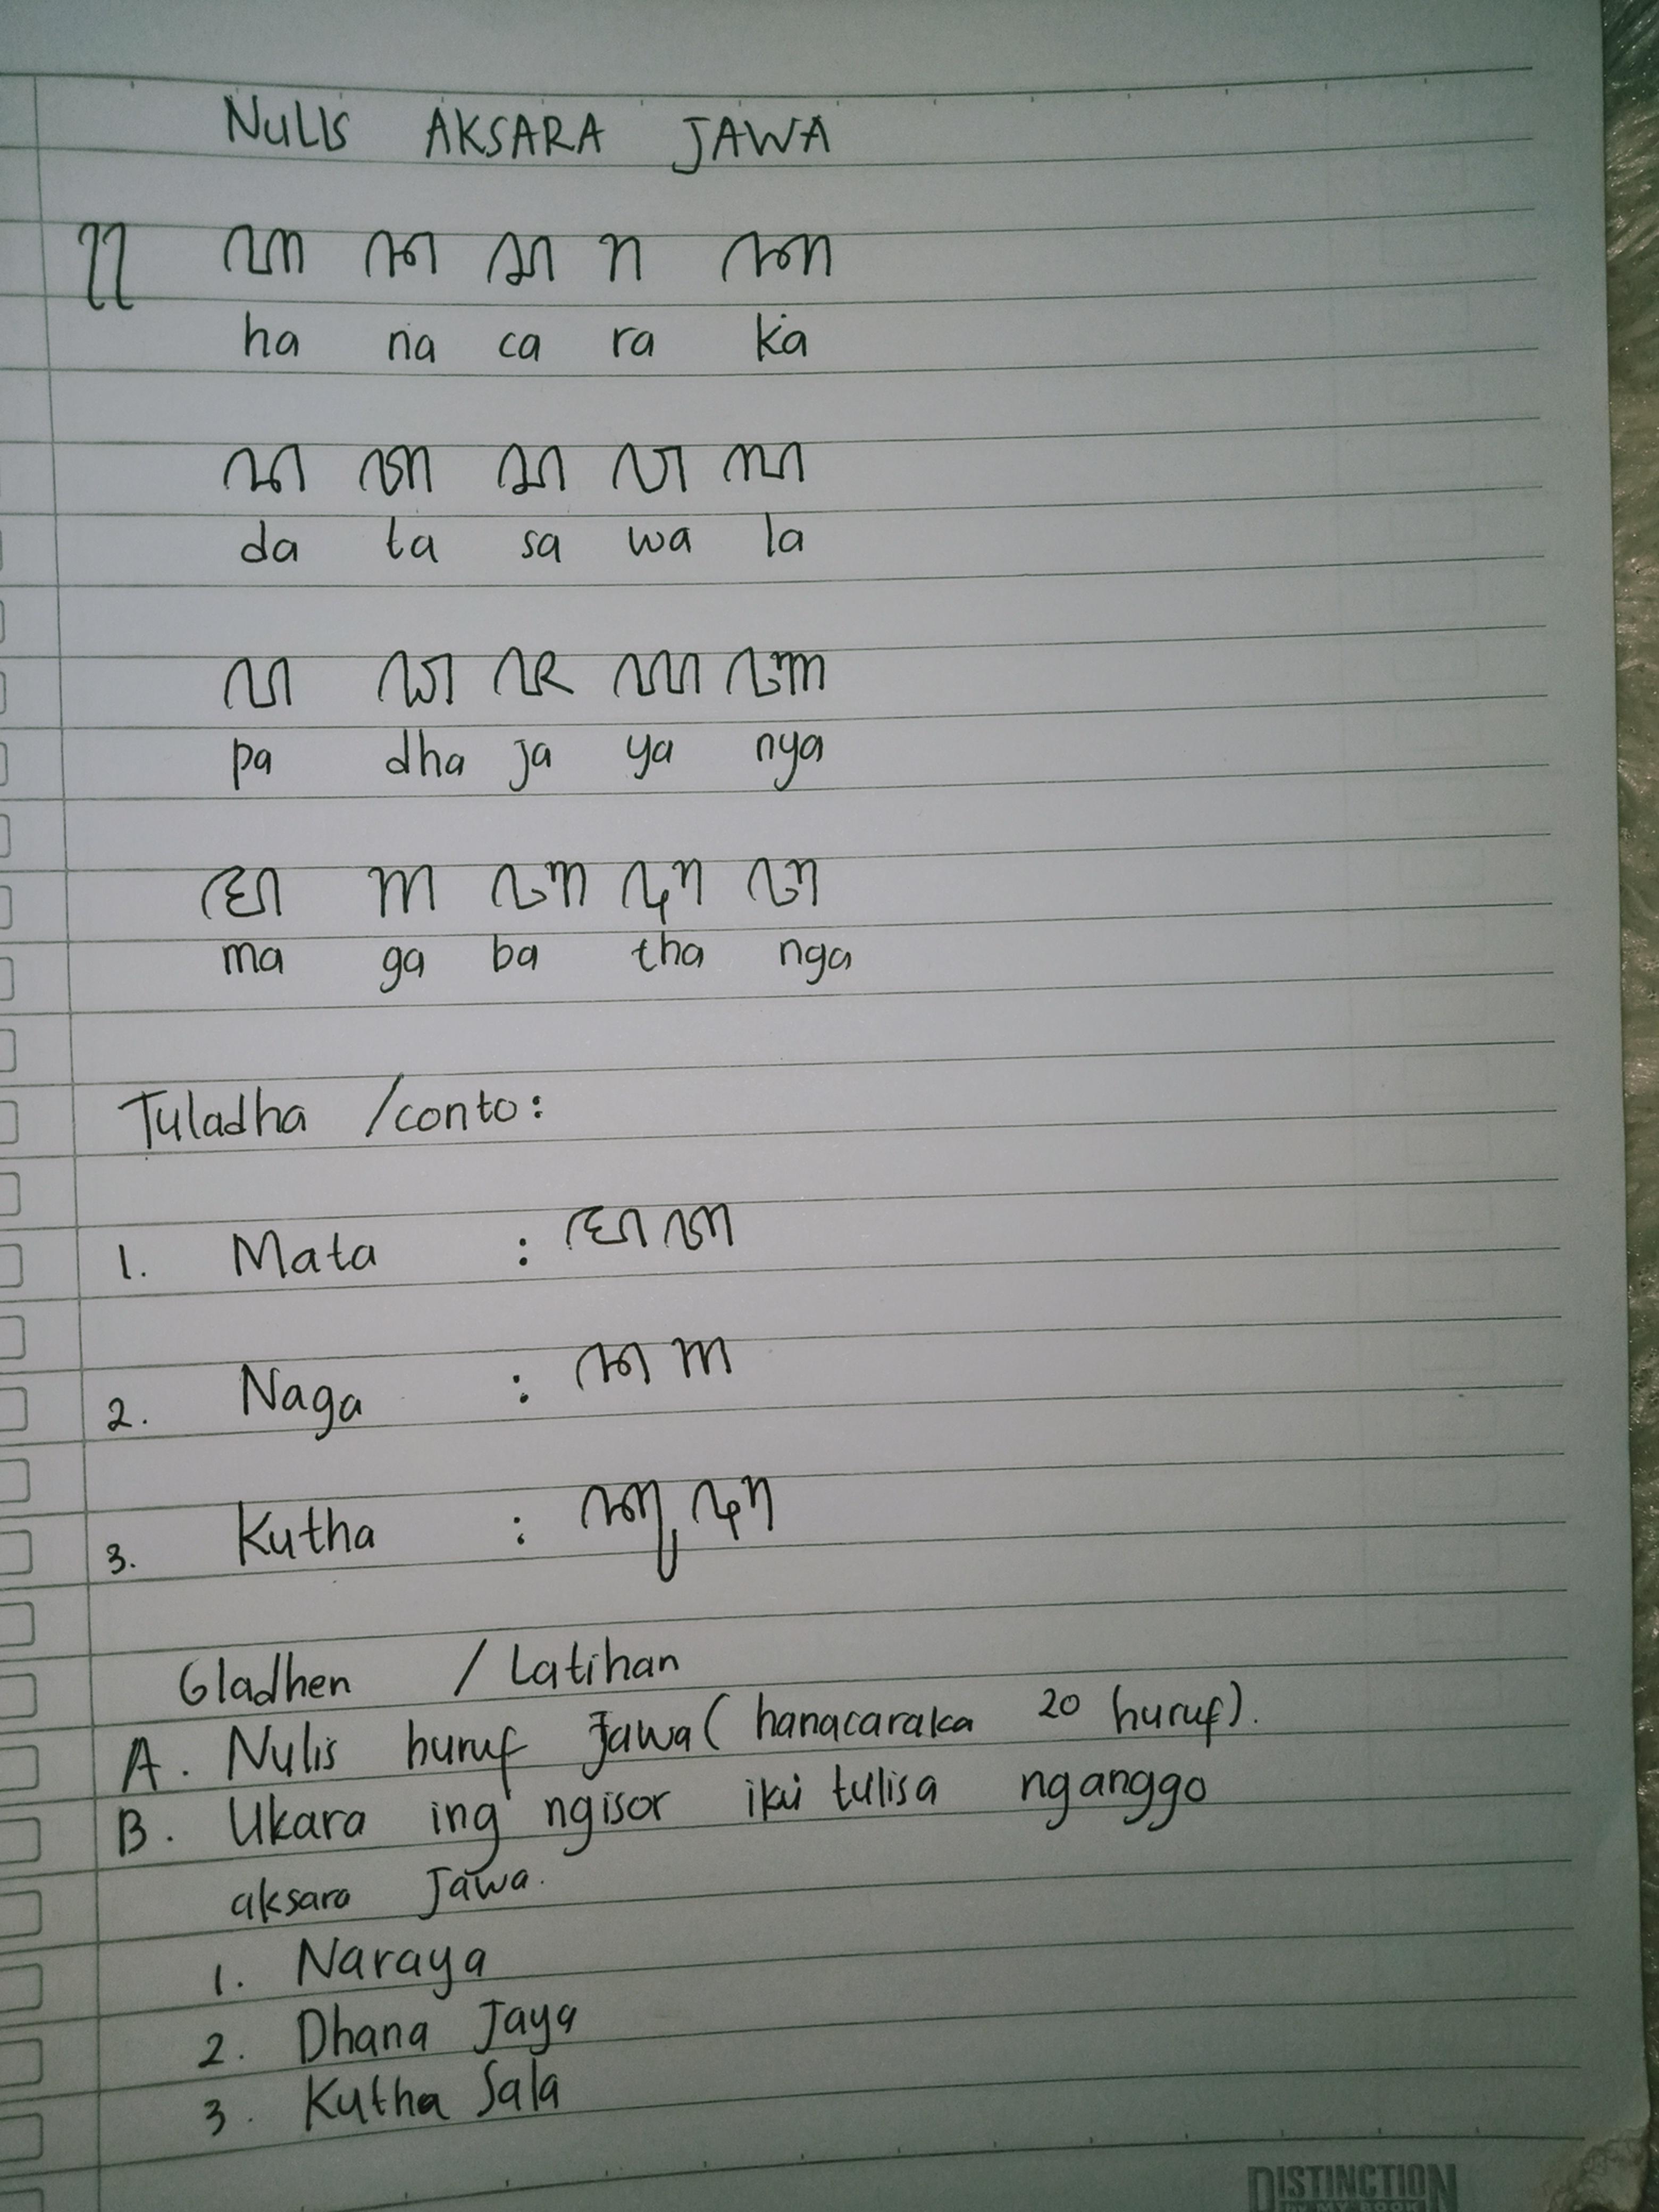 NULIS AKSARA JAWA
꧋ ꦲ ꦤ ꦕ ꦫ ꦏ
ha na ca ra ka
ꦢ ꦠ ꦱ ꦮ ꦭ
da ta sa wa la
ꦥ ꦝ ꦗ ꦪ ꦚ
pa dha ja ya nya
ꦩ ꦒ ꦧ ꦛ ꦔ
ma ga ba tha nga
Tuladha /conto:
1. Mata : ꦩꦠ
2. Naga : ꦤꦒ
3. Kutha : ꦏꦸꦛ
Gladhen / Latihan
A. Nulis huruf Jawa (hanacaraka 20 huruf).
B. Ukara ing ngisor iki tulisa nganggo
aksara Jawa.
1. Naraya
2. Dhana Jaya
3. Kutha Sala
DISTINCTION
by MY BOOK